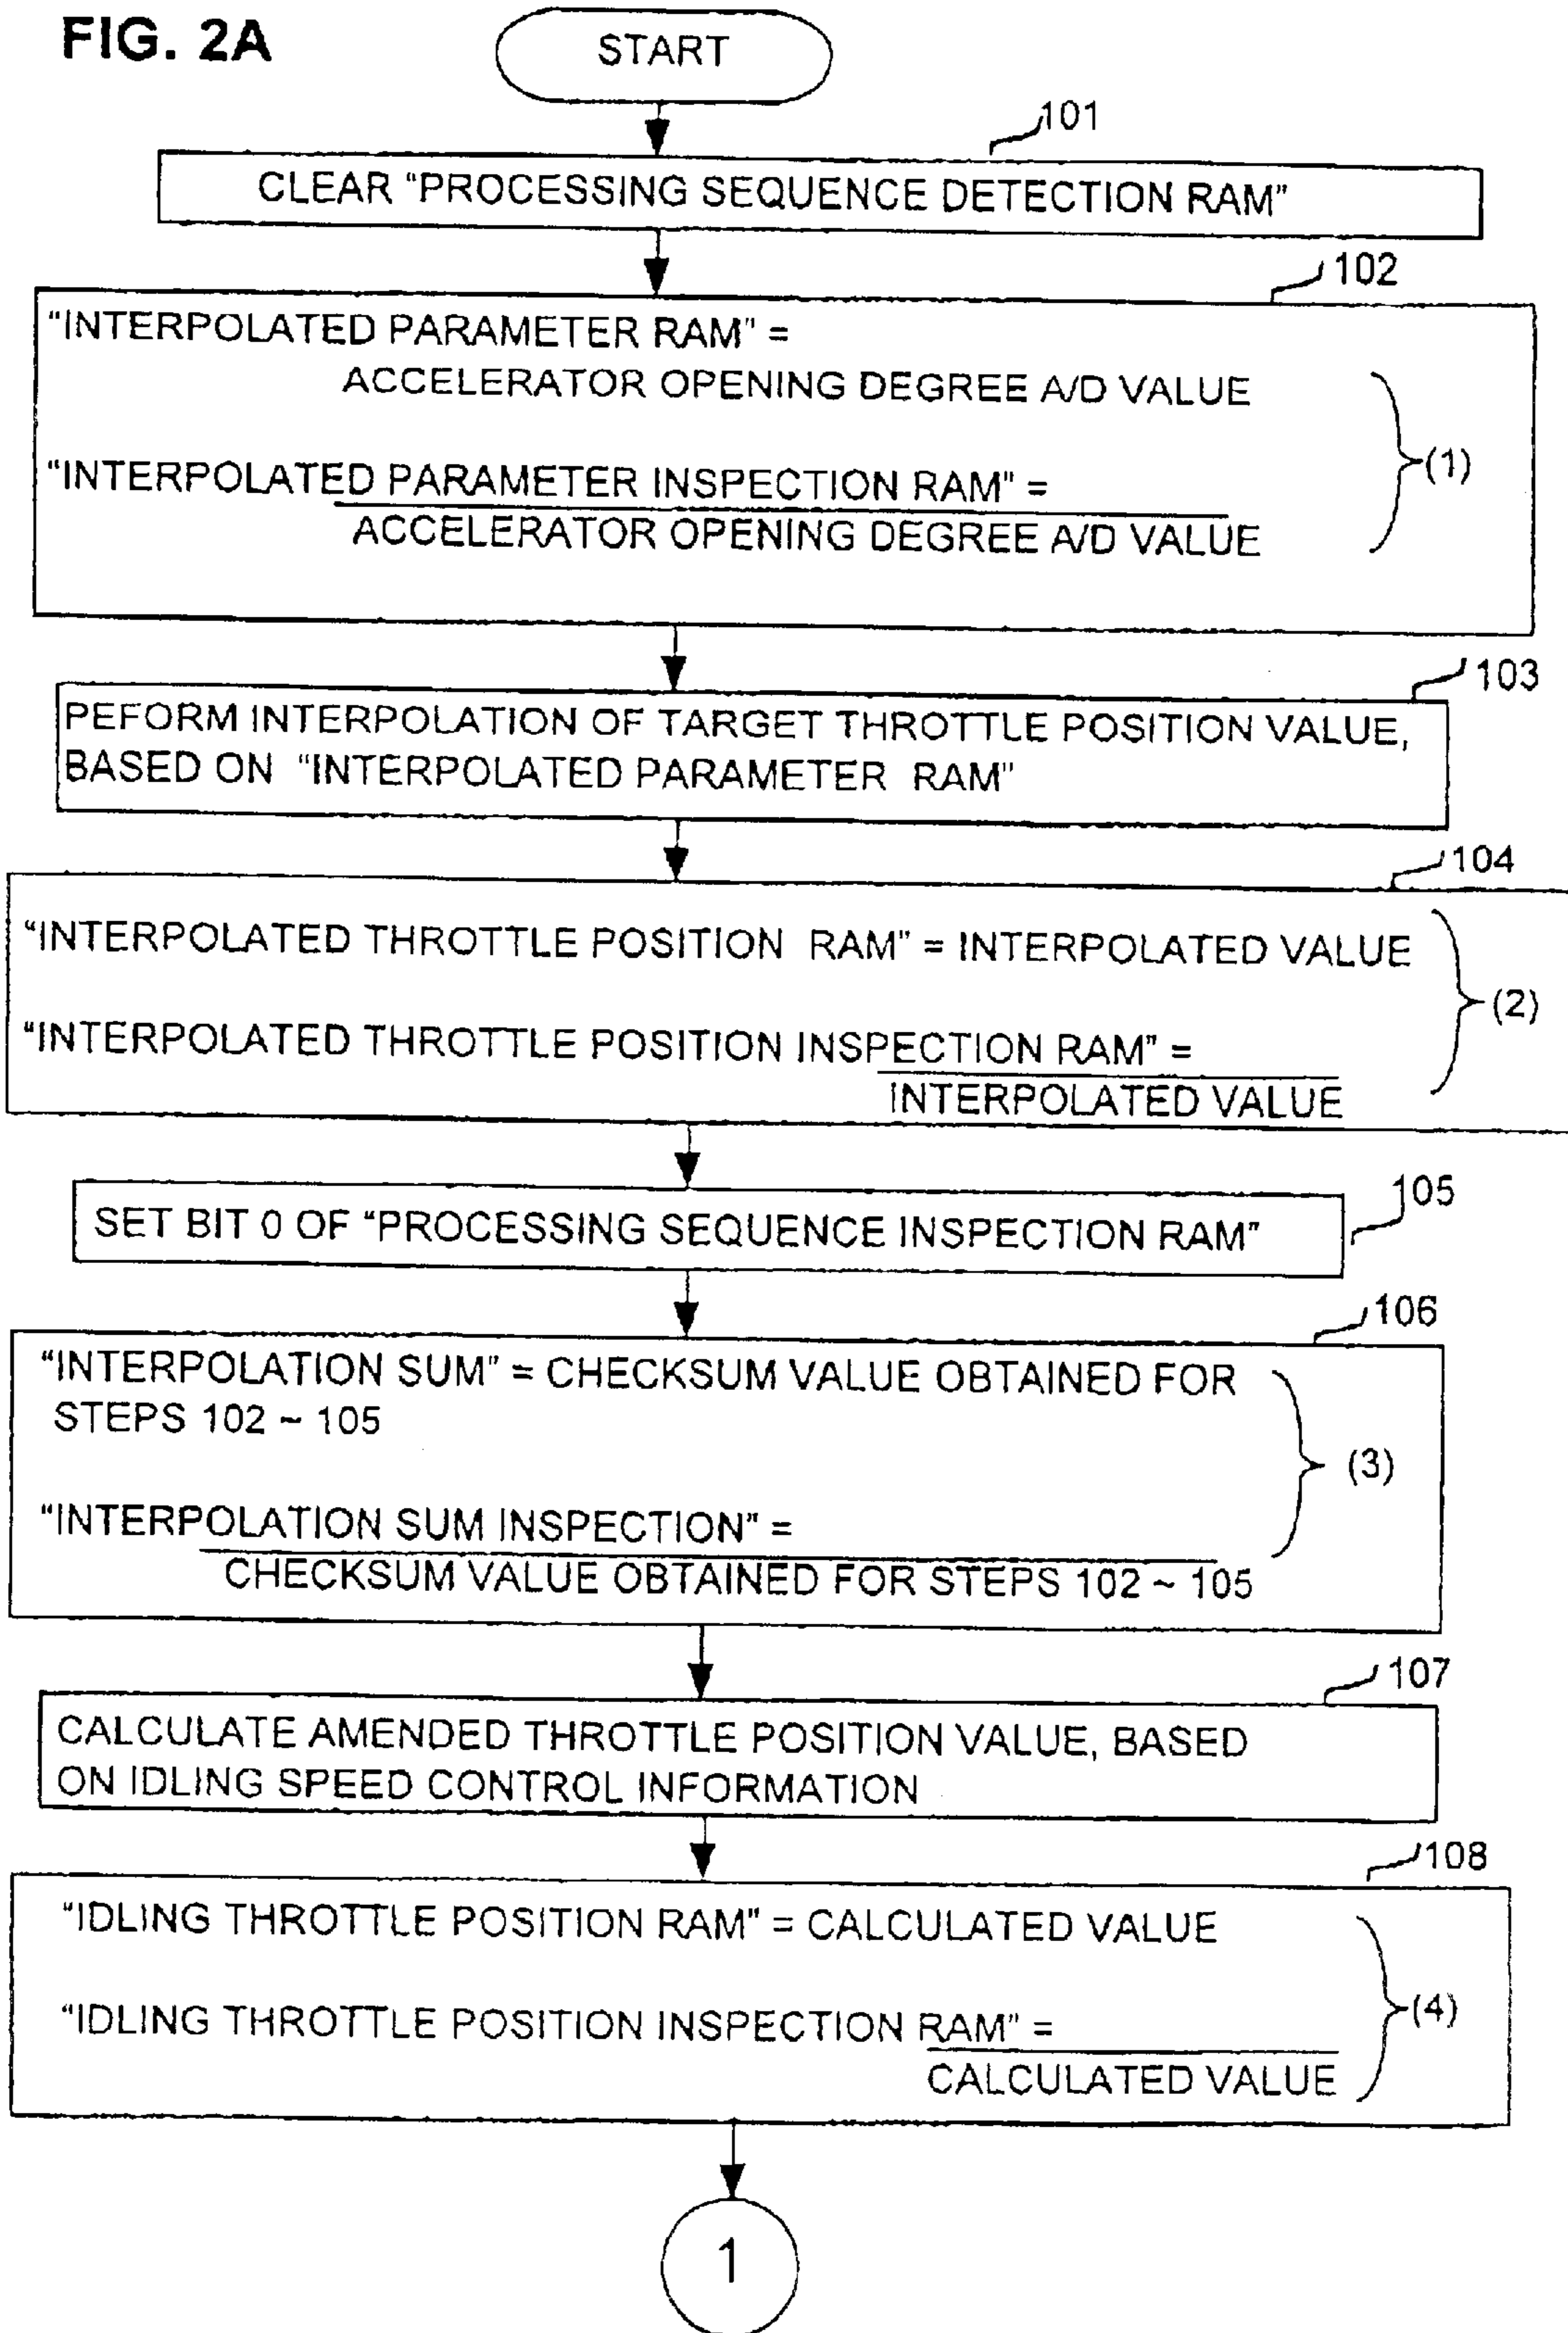 FIG. 2A
START
101
CLEAR “PROCESSING SEQUENCE DETECTION RAM”
102
“INTERPOLATED PARAMETER RAM” =
ACCELERATOR OPENING DEGREE A/D VALUE
“INTERPOLATED PARAMETER INSPECTION RAM” =
ACCELERATOR OPENING DEGREE A/D VALUE
(1)
103
PEFORM INTERPOLATION OF TARGET THROTTLE POSITION VALUE,
BASED ON “INTERPOLATED PARAMETER RAM”
104
“INTERPOLATED THROTTLE POSITION RAM” = INTERPOLATED VALUE
“INTERPOLATED THROTTLE POSITION INSPECTION RAM” =
INTERPOLATED VALUE
(2)
105
SET BIT 0 OF “PROCESSING SEQUENCE INSPECTION RAM”
106
“INTERPOLATION SUM” = CHECKSUM VALUE OBTAINED FOR
STEPS 102 ~ 105
“INTERPOLATION SUM INSPECTION” =
CHECKSUM VALUE OBTAINED FOR STEPS 102 ~ 105
(3)
107
CALCULATE AMENDED THROTTLE POSITION VALUE, BASED
ON IDLING SPEED CONTROL INFORMATION
108
“IDLING THROTTLE POSITION RAM” = CALCULATED VALUE
“IDLING THROTTLE POSITION INSPECTION RAM” =
CALCULATED VALUE
(4)
1